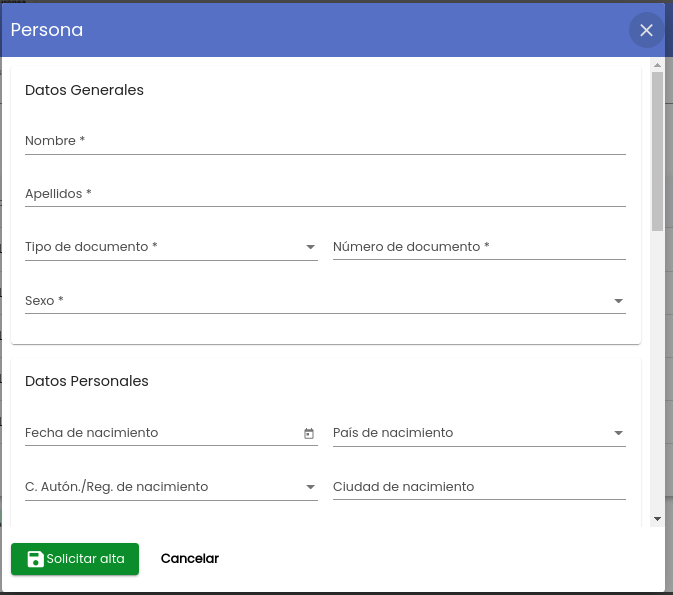 Persona
Datos Generales
Nombre *
Apellidos *
Tipo de documento * Número de documento *
Sexo *
Datos Personales
Fecha de nacimiento País de nacimiento
C. Autón./Reg. de nacimiento Ciudad de nacimiento
Solicitar alta Cancelar